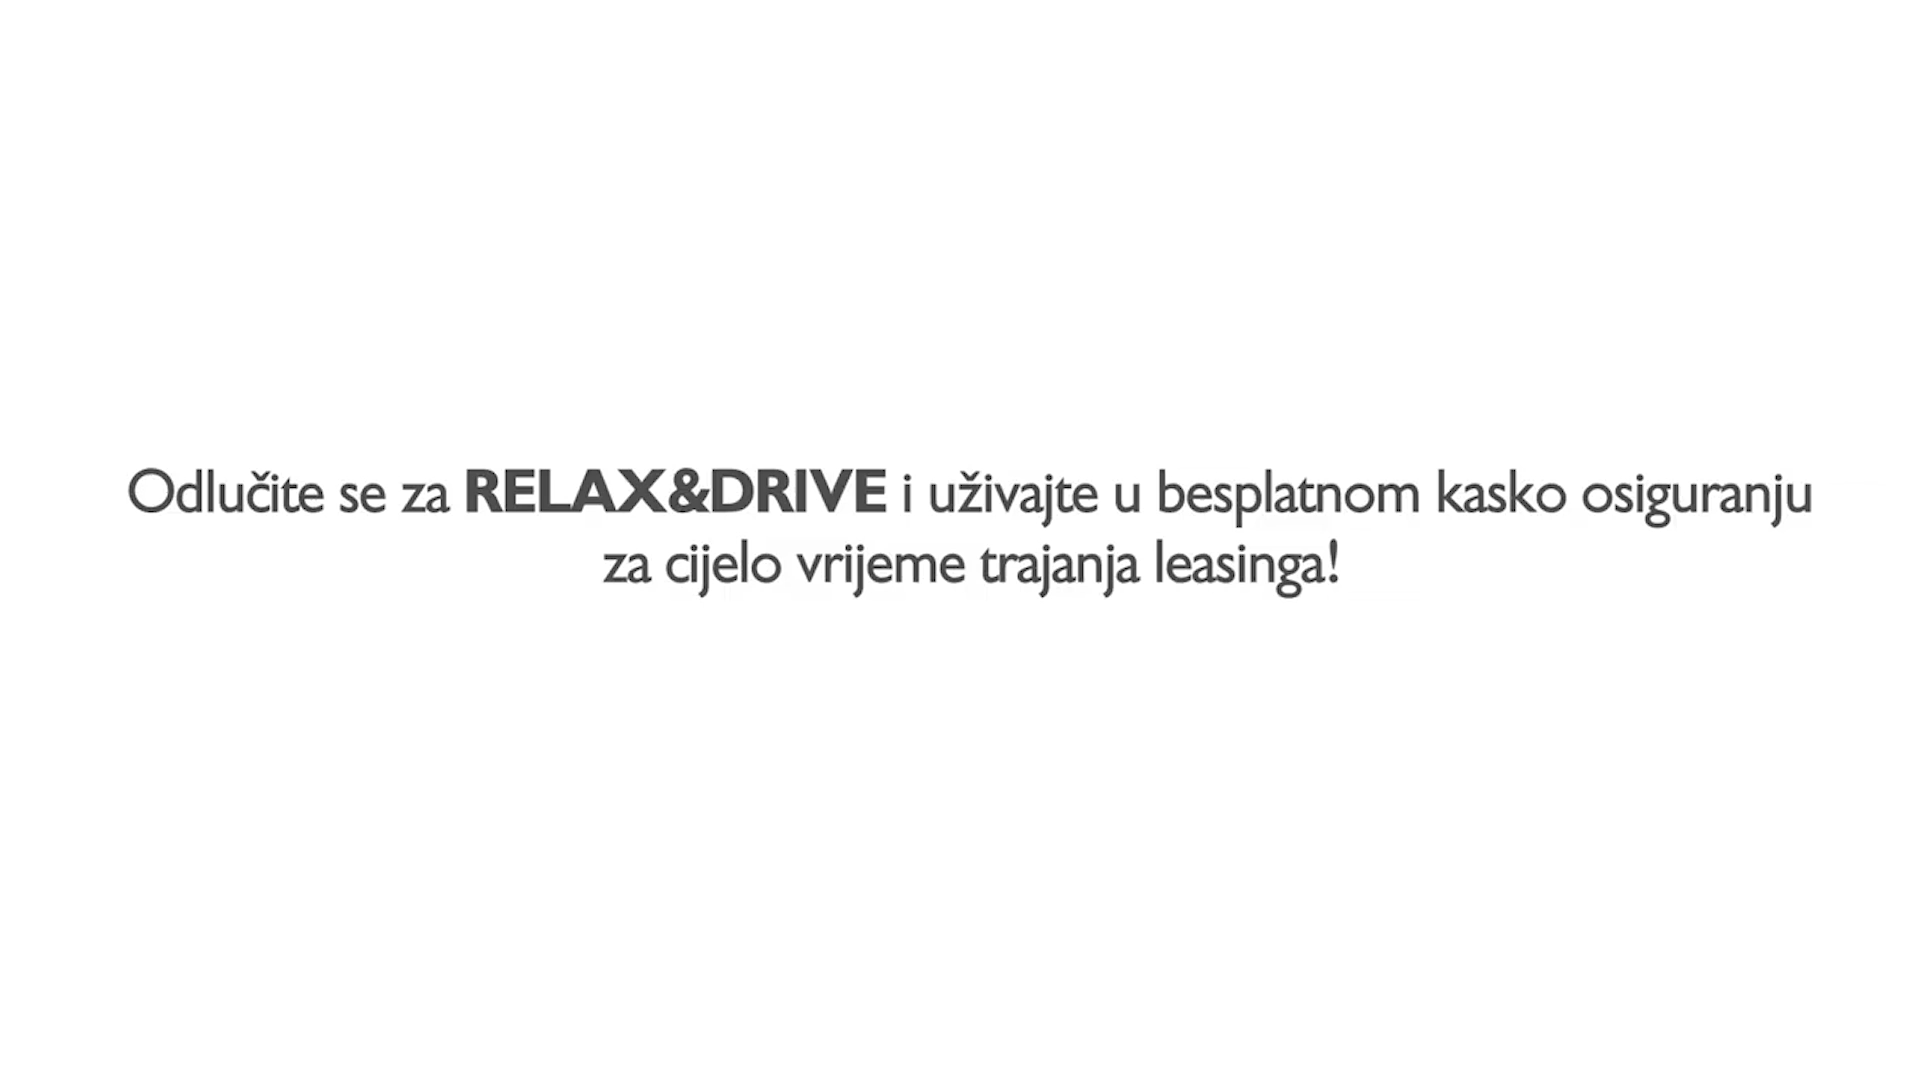 Odlučite se za RELAX&DRIVE i uživajte u besplatnom kasko osiguranju
za cijelo vrijeme trajanja leasinga!